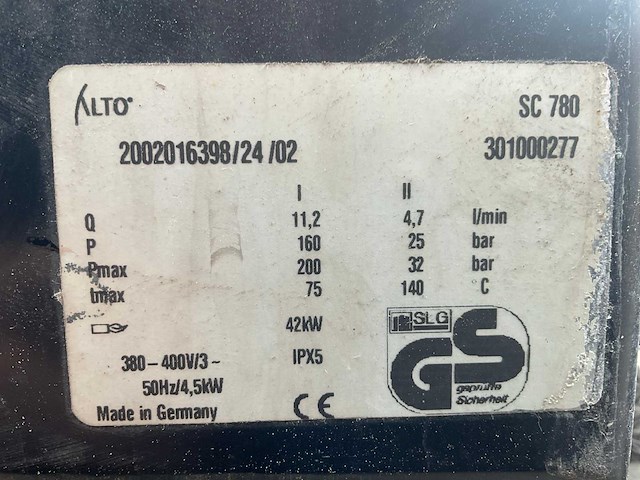 ALTO SC 780
2002016398/24 /02 301000277
I II
Q 11,2 4,7 l/min
P 160 25 bar
Pmax 200 32 bar
tmax 75 140 C
42kW
SLG
380-400V/3~ IPX5
50Hz/4,5kW
GS
geprüfte
Sicherheit
Made in Germany CE